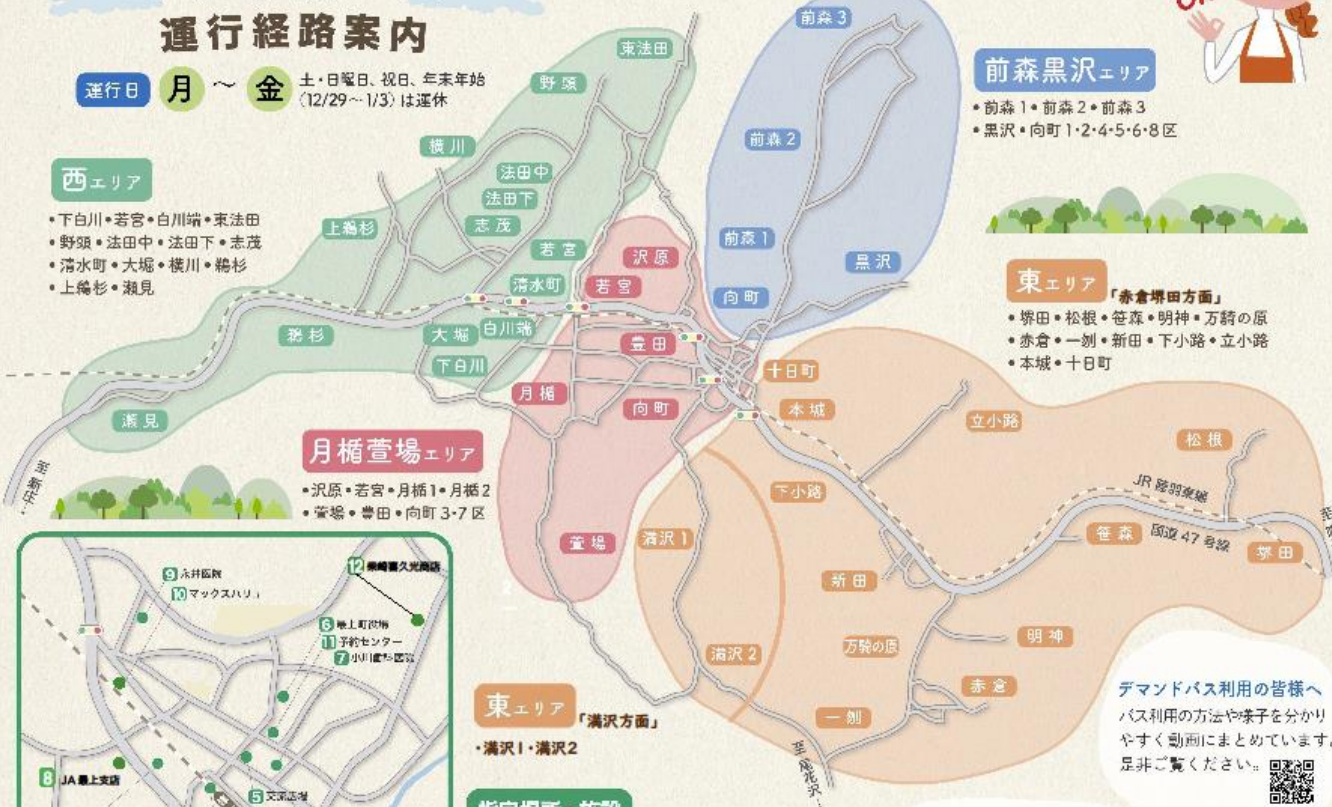 運行経路案内
運行日 月 ~ 金 土・日曜日、祝日、年末年始
(12/29~1/3)は運休
西エリア
•下白川•若宮•白川端•東法田
•野頭•法田中•法田下•志茂
•清水町•大堀•横川•鵜杉
•上鵜杉•瀬見
前森黒沢エリア
•前森1•前森2•前森3
•黒沢•向町1・2・4・5・6・8区
東エリア 「赤倉堺田方面」
•堺田•松根•笹森•明神•万騎の原
•赤倉•一刎•新田•下小路•立小路
•本城•十日町
月楯萱場エリア
•沢原•若宮•月楯1•月楯2
•萱場•豊田•向町3・7区
東エリア 「満沢方面」
・満沢1・満沢2
東法田
野頭
横川
法田中
法田下
志茂
上鵜杉
若宮
清水町
鵜杉
大堀
白川端
下白川
瀬見
沢原
若宮
豊田
月楯
向町
萱場
前森3
前森2
前森1
黒沢
向町
十日町
本城
立小路
松根
下小路
JR陸羽東線
国道47号線
笹森
堺田
満沢1
新田
満沢2
万騎の原
明神
赤倉
一刎
至新庄
至尾花沢
9 永井医院
10 マックスバリュ
12 柴崎喜久光商店
6 最上町役場
11 予約センター
7 小川歯科医院
8 JA最上支店
5 交流広場
指定場所・施設
デマンドバス利用の皆様へ
バス利用の方法や様子を分かり
やすく動画にまとめています。
是非ご覧ください。